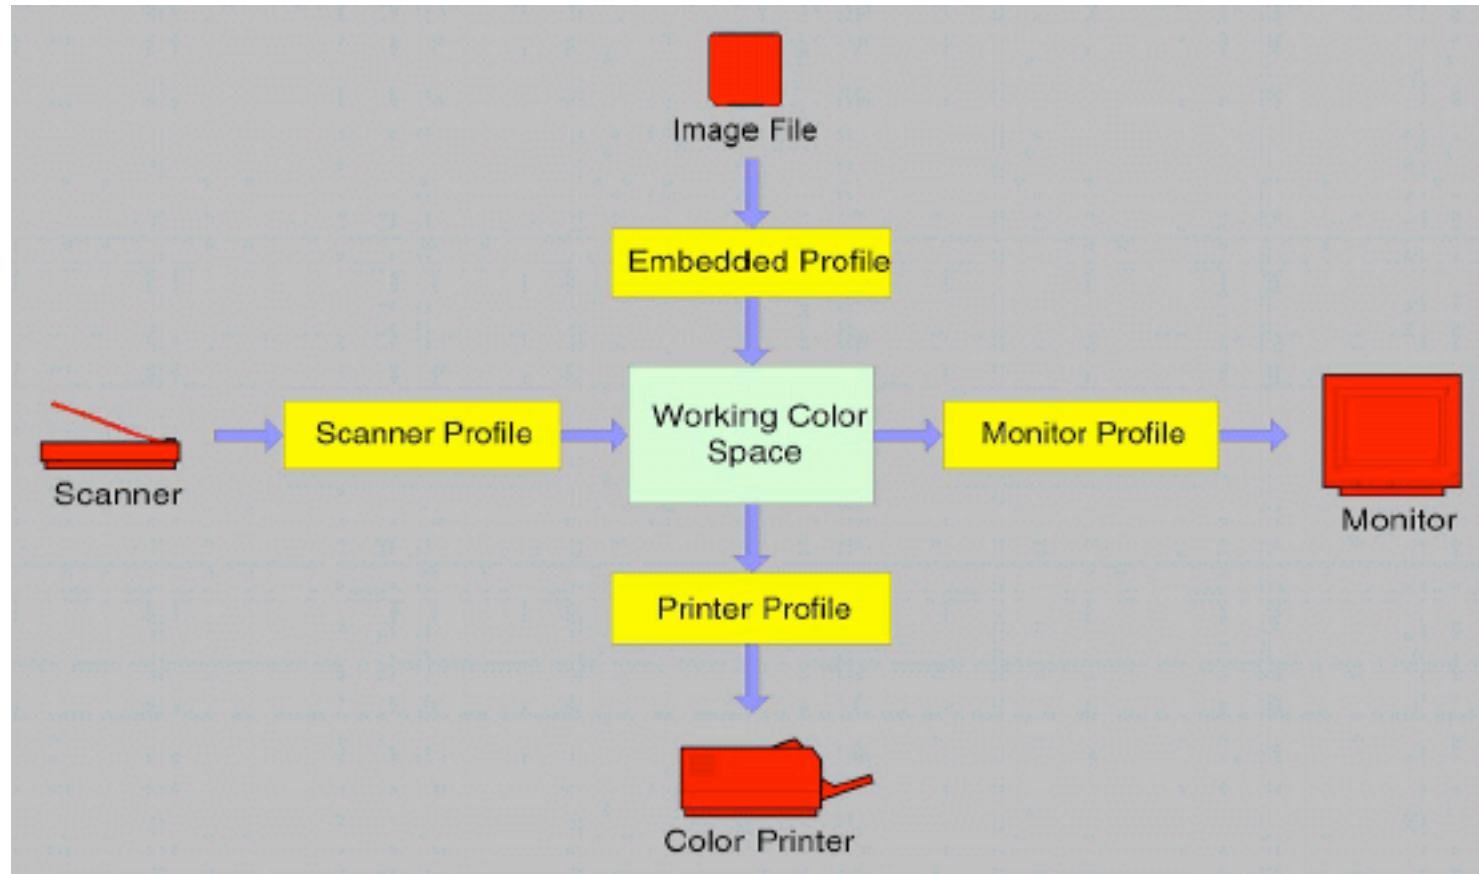 Image File
Embedded Profile
Scanner Profile
Working Color
Space
Monitor Profile
Scanner
Monitor
Printer Profile
Color Printer